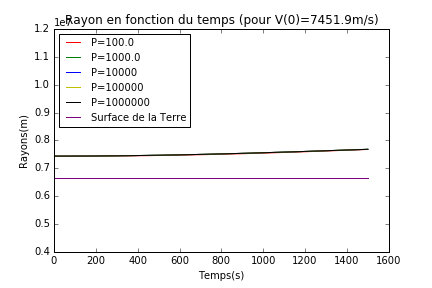 Rayon en fonction du temps (pour V(0)=7451.9m/s)
1e7
1.2
1.1
1.0
0.9
0.8
0.7
0.6
0.5
0.4
Rayons(m)
P=100.0
P=1000.0
P=10000
P=100000
P=1000000
Surface de la Terre
0 200 400 600 800 1000 1200 1400 1600
Temps(s)